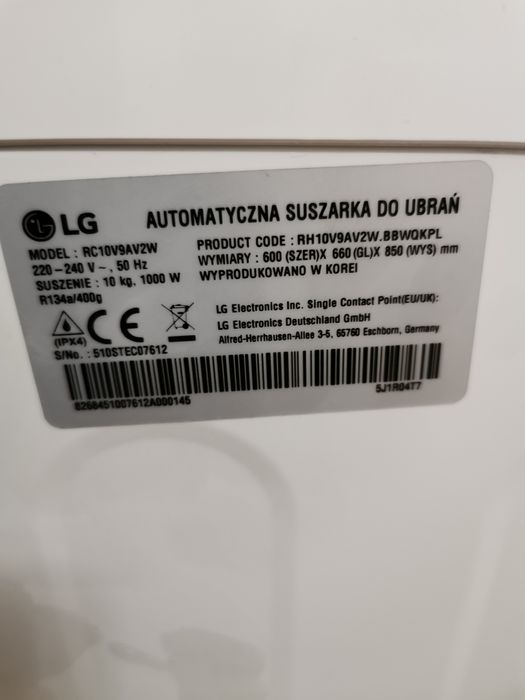 LG AUTOMATYCZNA SUSZARKA DO UBRAŃ
MODEL : RC10V9AV2W
220-240 V ~, 50 Hz
SUSZENIE : 10 kg, 1000 W
R134a/400g
PRODUCT CODE : RH10V9AV2W.BBWQKPL
WYMIARY : 600 (SZER)X 660(GL)X 850 (WYS) mm
WYPRODUKOWANO W KOREI
(IPX4)
CE
LG Electronics Inc. Single Contact Point(EU/UK):
LG Electronics Deutschland GmbH
Alfred-Herrhausen-Allee 3-5, 65760 Eschborn, Germany
S/No. : 510STEC07612
8268451007612A000145
5J1R04T7